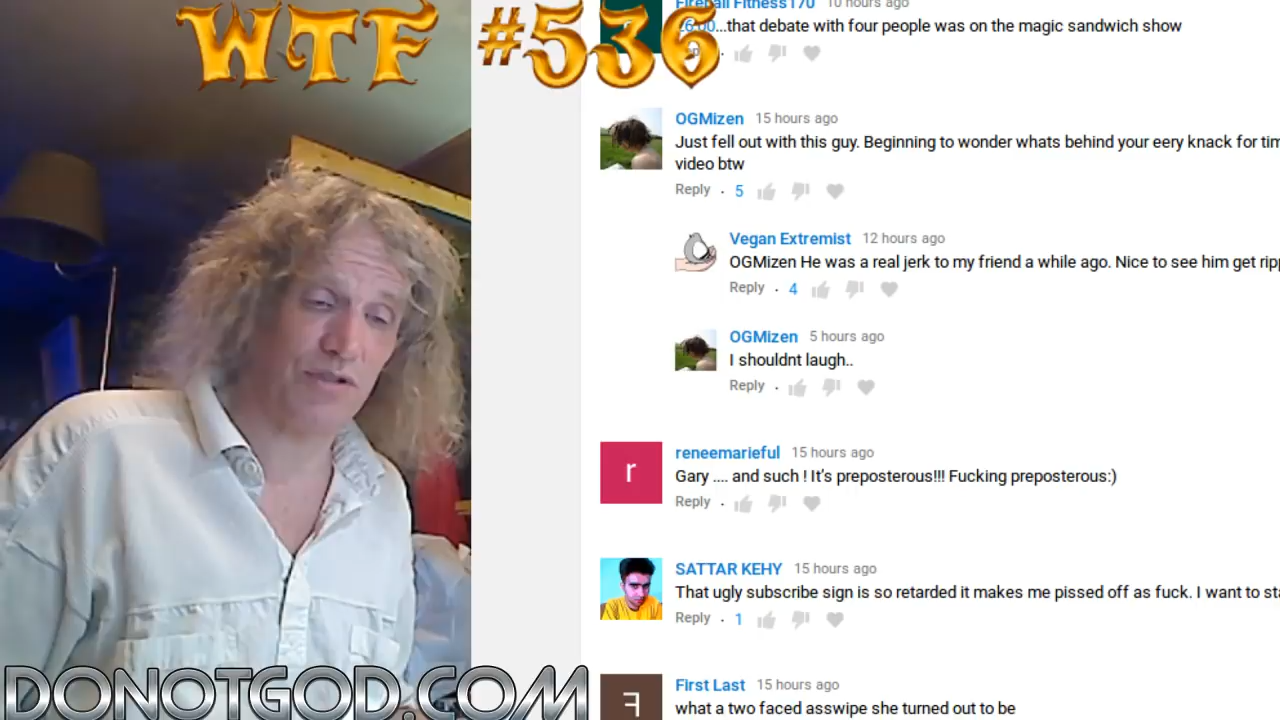 WTF #536
Fireball Fitness170 10 hours ago
26:00...that debate with four people was on the magic sandwich show
OGMizen 15 hours ago
Just fell out with this guy. Beginning to wonder whats behind your eery knack for
video btw
Reply · 5
Vegan Extremist 12 hours ago
OGMizen He was a real jerk to my friend a while ago. Nice to see him get
Reply · 4
OGMizen 5 hours ago
I shouldnt laugh..
Reply ·
reneemarieful 15 hours ago
Gary .... and such ! It's preposterous!!! Fucking preposterous:)
Reply ·
r
SATTAR KEHY 15 hours ago
That ugly subscribe sign is so retarded it makes me pissed off as fuck. I want to
Reply · 1
First Last 15 hours ago
what a two faced asswipe she turned out to be
DONOTGOD.COM